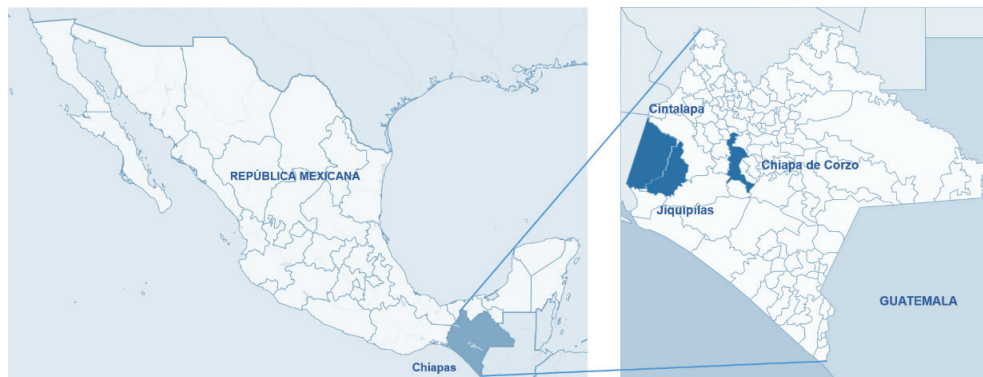 REPÚBLICA MEXICANA
Chiapas
Cintalapa
Chiapa de Corzo
Jiquipilas
GUATEMALA